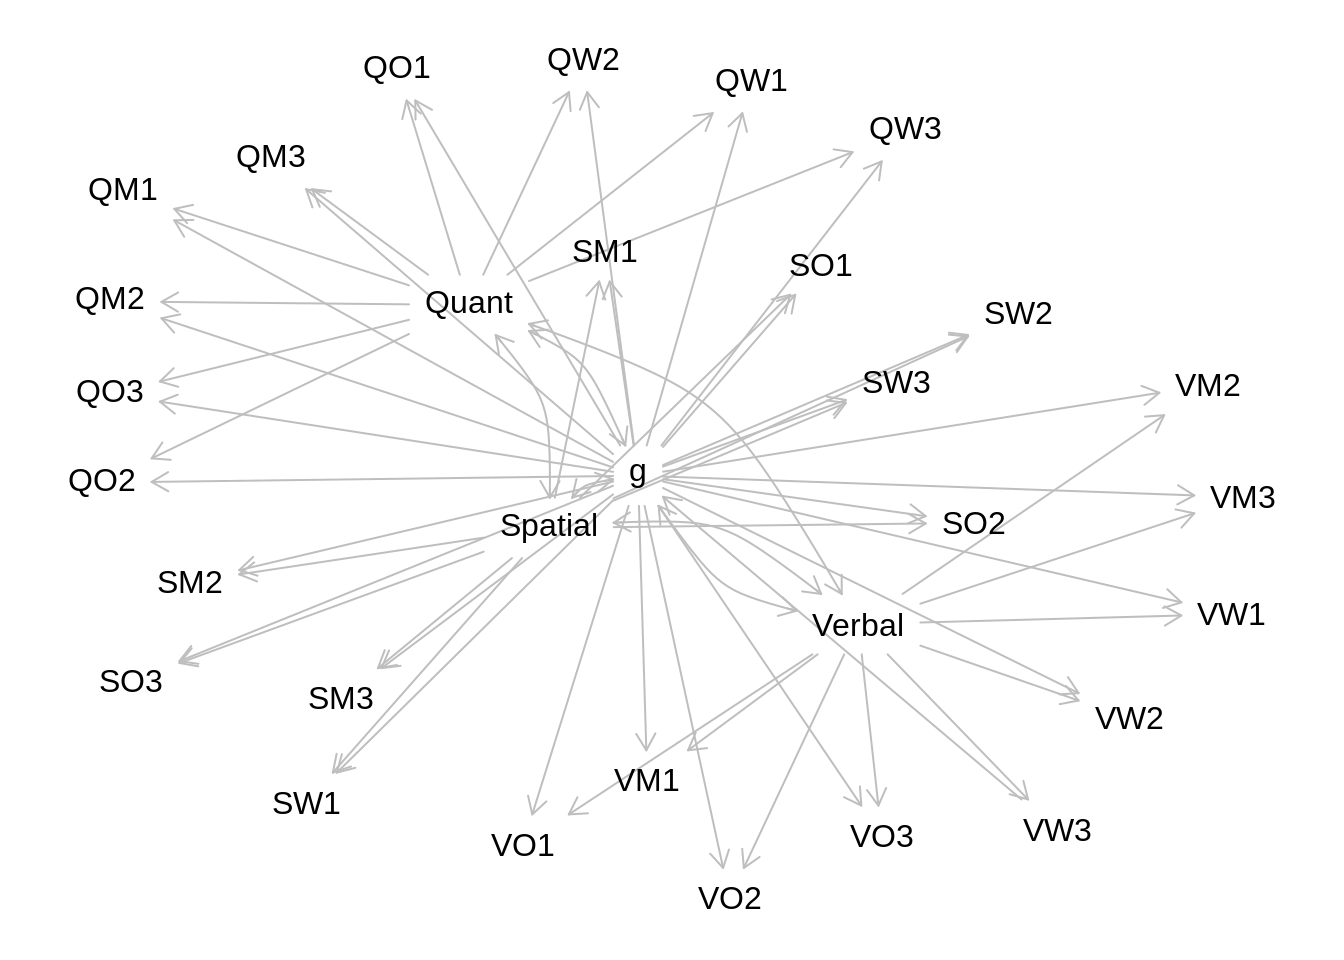 QW2
QO1
QW1
QW3
QM3
QM1
SM1
SO1
QM2
Quant
SW2
SW3
VM2
QO3
g
QO2
VM3
Spatial
SO2
SM2
VW1
Verbal
SO3
SM3
VW2
VM1
SW1
VW3
VO3
VO1
VO2